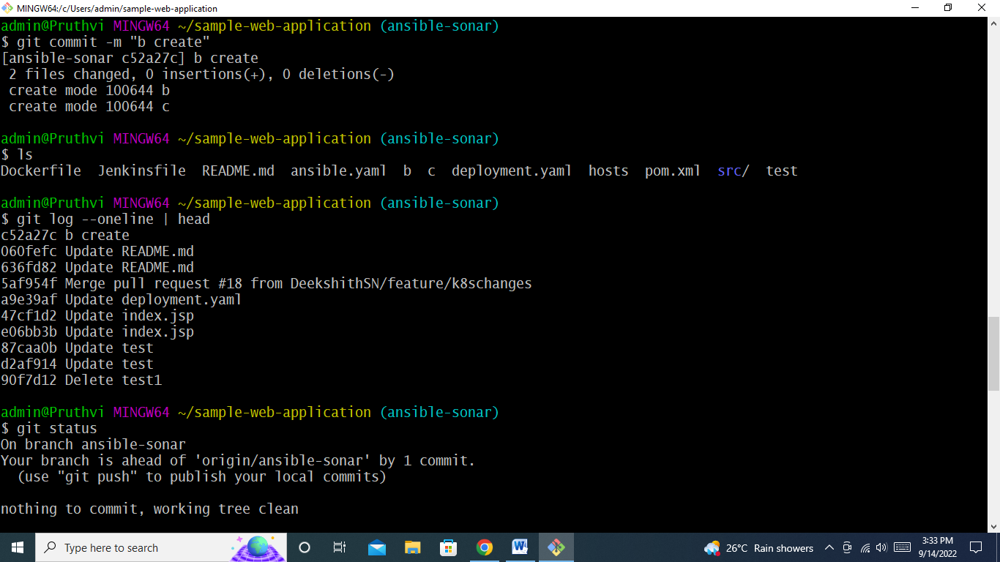 MINGW64:/c/Users/admin/sample-web-application
admin@Pruthvi MINGW64 ~/sample-web-application (ansible-sonar)
$ git commit -m "b create"
[ansible-sonar c52a27c] b create
 2 files changed, 0 insertions(+), 0 deletions(-)
 create mode 100644 b
 create mode 100644 c
admin@Pruthvi MINGW64 ~/sample-web-application (ansible-sonar)
$ ls
Dockerfile  Jenkinsfile  README.md  ansible.yaml  b  c  deployment.yaml  hosts  pom.xml  src/  test
admin@Pruthvi MINGW64 ~/sample-web-application (ansible-sonar)
$ git log --oneline | head
c52a27c b create
060fefc Update README.md
636fd82 Update README.md
5af954f Merge pull request #18 from DeekshithSN/feature/k8schanges
a9e39af Update deployment.yaml
47cf1d2 Update index.jsp
e06bb3b Update index.jsp
87caa0b Update test
d2af914 Update test
90f7d12 Delete test1
admin@Pruthvi MINGW64 ~/sample-web-application (ansible-sonar)
$ git status
On branch ansible-sonar
Your branch is ahead of 'origin/ansible-sonar' by 1 commit.
  (use "git push" to publish your local commits)
nothing to commit, working tree clean
Type here to search
26°C Rain showers
3:33 PM
9/14/2022